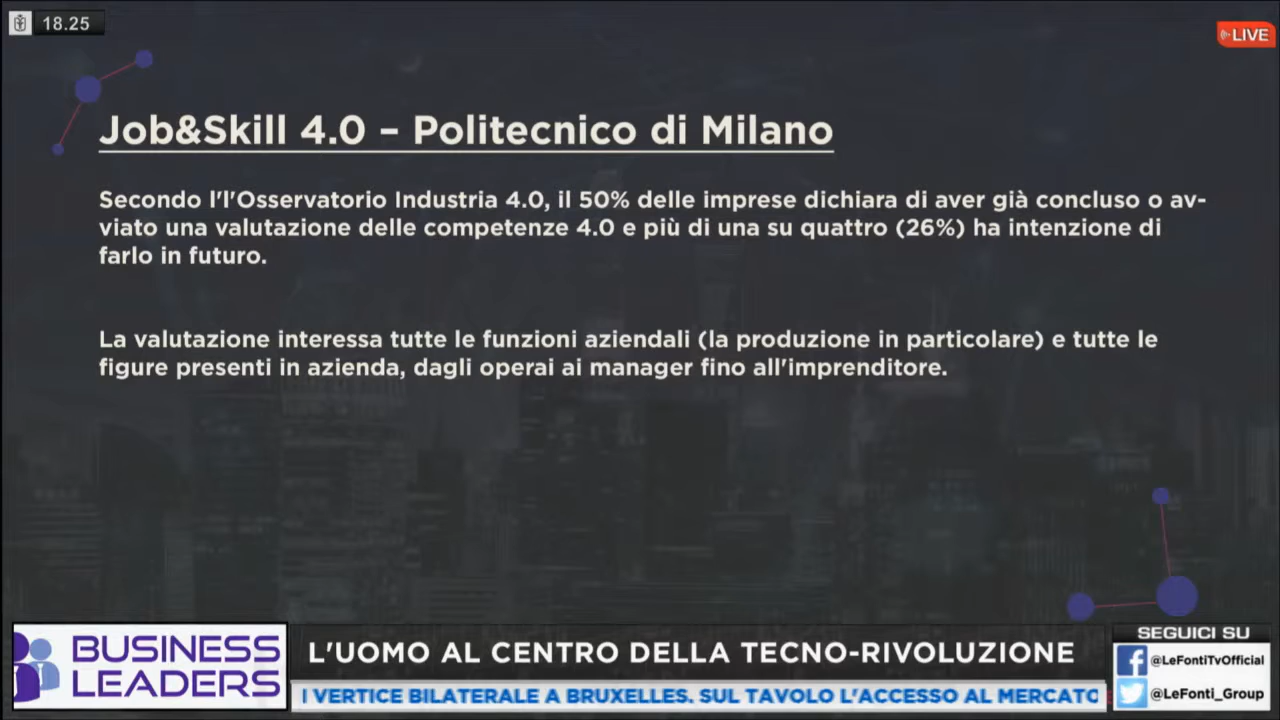 18.25
LIVE
Job&Skill 4.0 – Politecnico di Milano
Secondo l'l'Osservatorio Industria 4.0, il 50% delle imprese dichiara di aver già concluso o av-
viato una valutazione delle competenze 4.0 e più di una su quattro (26%) ha intenzione di
farlo in futuro.
La valutazione interessa tutte le funzioni aziendali (la produzione in particolare) e tutte le
figure presenti in azienda, dagli operai ai manager fino all'imprenditore.
BUSINESS
LEADERS
L'UOMO AL CENTRO DELLA TECNO-RIVOLUZIONE
I VERTICE BILATERALE A BRUXELLES. SUL TAVOLO L'ACCESSO AL MERCATO
SEGUICI SU
@LeFontiTvOfficial
@LeFonti_Group